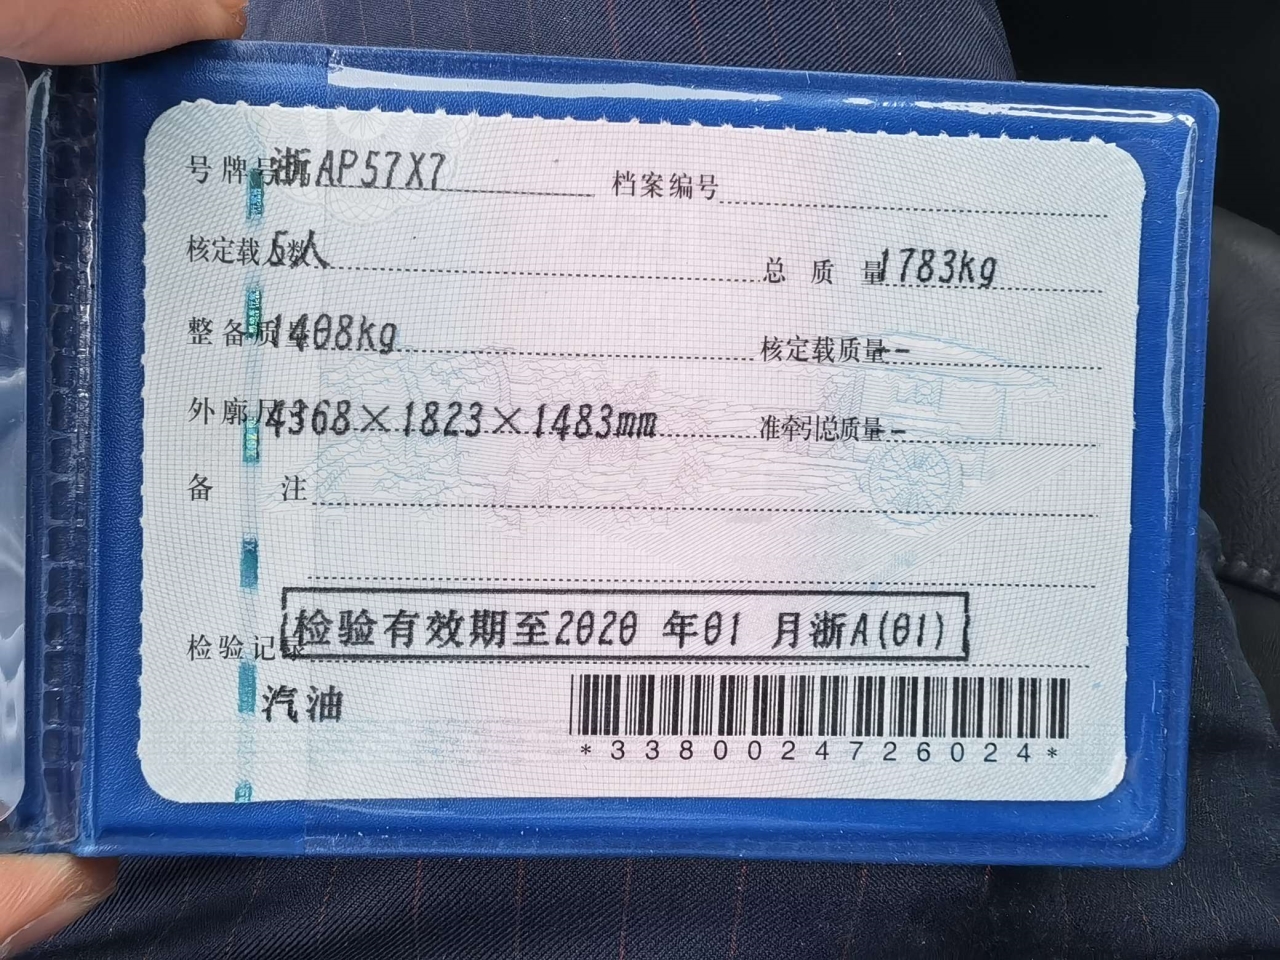 号牌号码 浙AP57X7 档案编号
核定载人数 5人 总质量 1783kg
整备质量 1408kg 核定载质量 --
外廓尺寸 4368×1823×1483mm 准牵引总质量 --
备注
检验记录 检验有效期至2020 年01 月浙A(01)
汽油
*3380024726024*